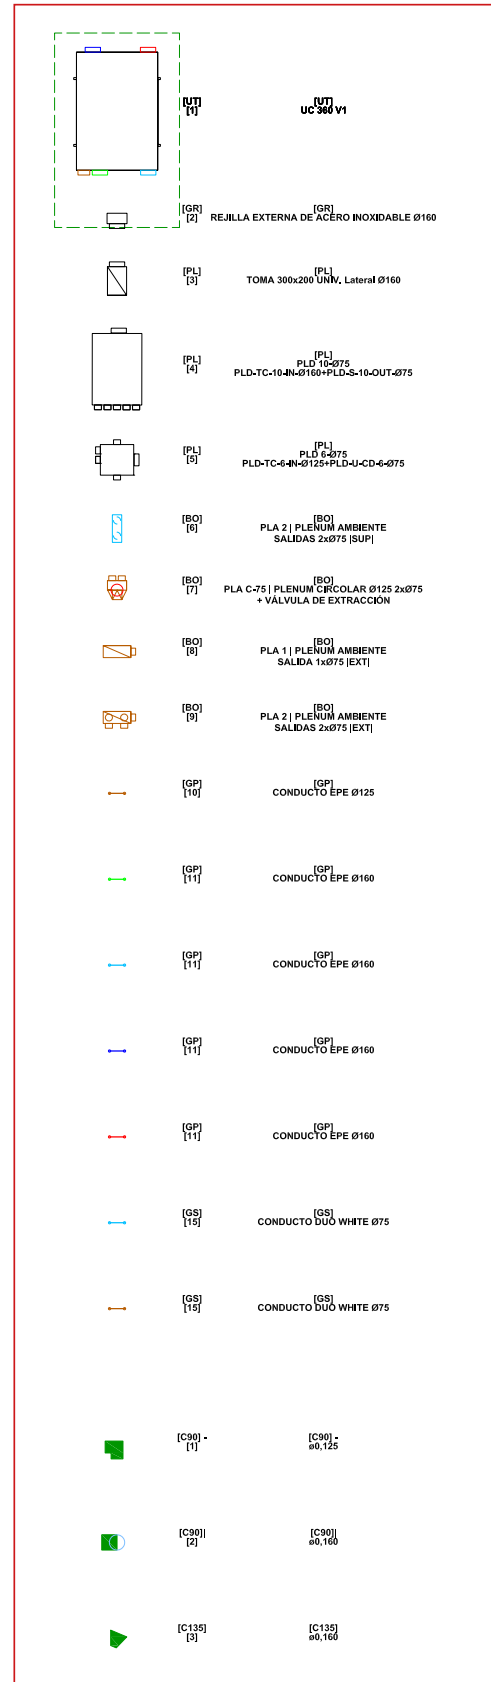 [UT] [UT]
[1] UC 360 V1
[GR] [GR]
[2] REJILLA EXTERNA DE ACERO INOXIDABLE Ø160
[PL] [PL]
[3] TOMA 300x200 UNIV. Lateral Ø160
[PL] [PL]
[4] PLD 10-Ø75
PLD-TC-10-IN-Ø160+PLD-S-10-OUT-Ø75
[PL] [PL]
[5] PLD 6-Ø75
PLD-TC-6-IN-Ø125+PLD-U-CD-6-Ø75
[BO] [BO]
[6] PLA 2 | PLENUM AMBIENTE
SALIDAS 2xØ75 |SUP|
[BO] [BO]
[7] PLA C-75 | PLENUM CIRCOLAR Ø125 2xØ75
+ VÁLVULA DE EXTRACCIÓN
[BO] [BO]
[8] PLA 1 | PLENUM AMBIENTE
SALIDA 1xØ75 |EXT|
[BO] [BO]
[9] PLA 2 | PLENUM AMBIENTE
SALIDAS 2xØ75 |EXT|
[GP] [GP]
[10] CONDUCTO EPE Ø125
[GP] [GP]
[11] CONDUCTO EPE Ø160
[GP] [GP]
[11] CONDUCTO EPE Ø160
[GP] [GP]
[11] CONDUCTO EPE Ø160
[GP] [GP]
[11] CONDUCTO EPE Ø160
[GS] [GS]
[15] CONDUCTO DUO WHITE Ø75
[GS] [GS]
[15] CONDUCTO DUO WHITE Ø75
[C90] - [C90] -
[1] ø0,125
[C90]| [C90]|
[2] ø0,160
[C135] [C135]
[3] ø0,160